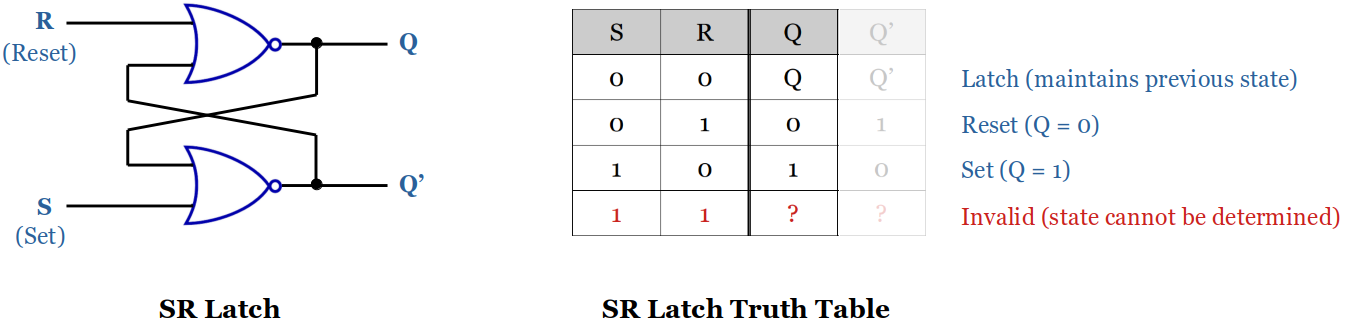 R
(Reset)
Q
S
(Set)
Q’
SR Latch
S R Q Q’
0 0 Q Q’ Latch (maintains previous state)
0 1 0 1 Reset (Q = 0)
1 0 1 0 Set (Q = 1)
1 1 ? ? Invalid (state cannot be determined)
SR Latch Truth Table